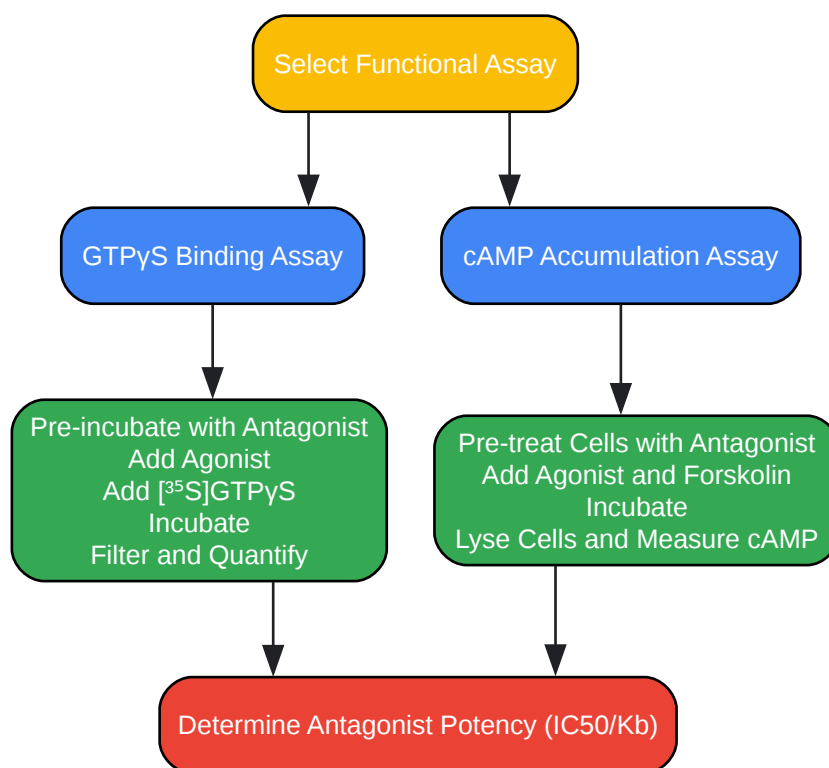 Select Functional Assay
GTPγS Binding Assay
cAMP Accumulation Assay
Pre-incubate with Antagonist
Add Agonist
Add [³⁵S]GTPγS
Incubate
Filter and Quantify
Pre-treat Cells with Antagonist
Add Agonist and Forskolin
Incubate
Lyse Cells and Measure cAMP
Determine Antagonist Potency (IC50/Kb)